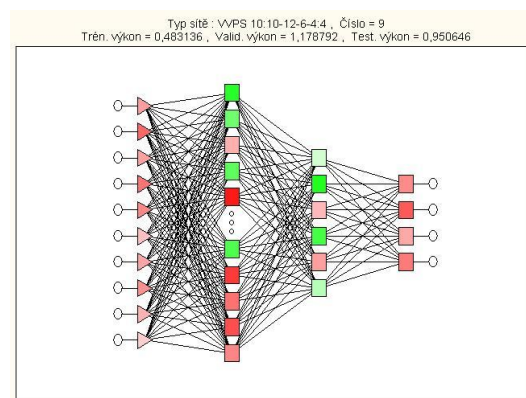 Typ sítě : VVPS 10:10-12-6-4:4 , Číslo = 9
Trén. výkon = 0,483136 , Valid. výkon = 1,178792 , Test. výkon = 0,950646